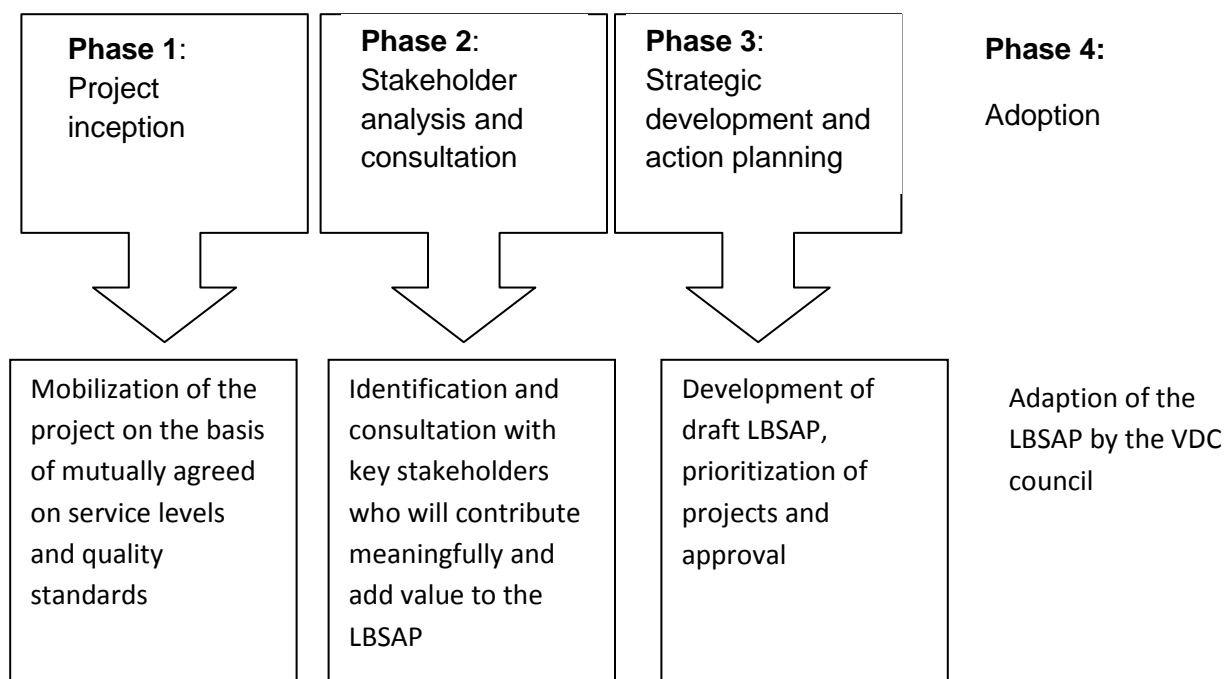 Phase 1:
Project
inception
Phase 2:
Stakeholder
analysis and
consultation
Phase 3:
Strategic
development and
action planning
Phase 4:
Adoption
Mobilization of the
project on the basis
of mutually agreed
on service levels
and quality
standards
Identification and
consultation with
key stakeholders
who will contribute
meaningfully and
add value to the
LBSAP
Development of
draft LBSAP,
prioritization of
projects and
approval
Adaption of the
LBSAP by the VDC
council